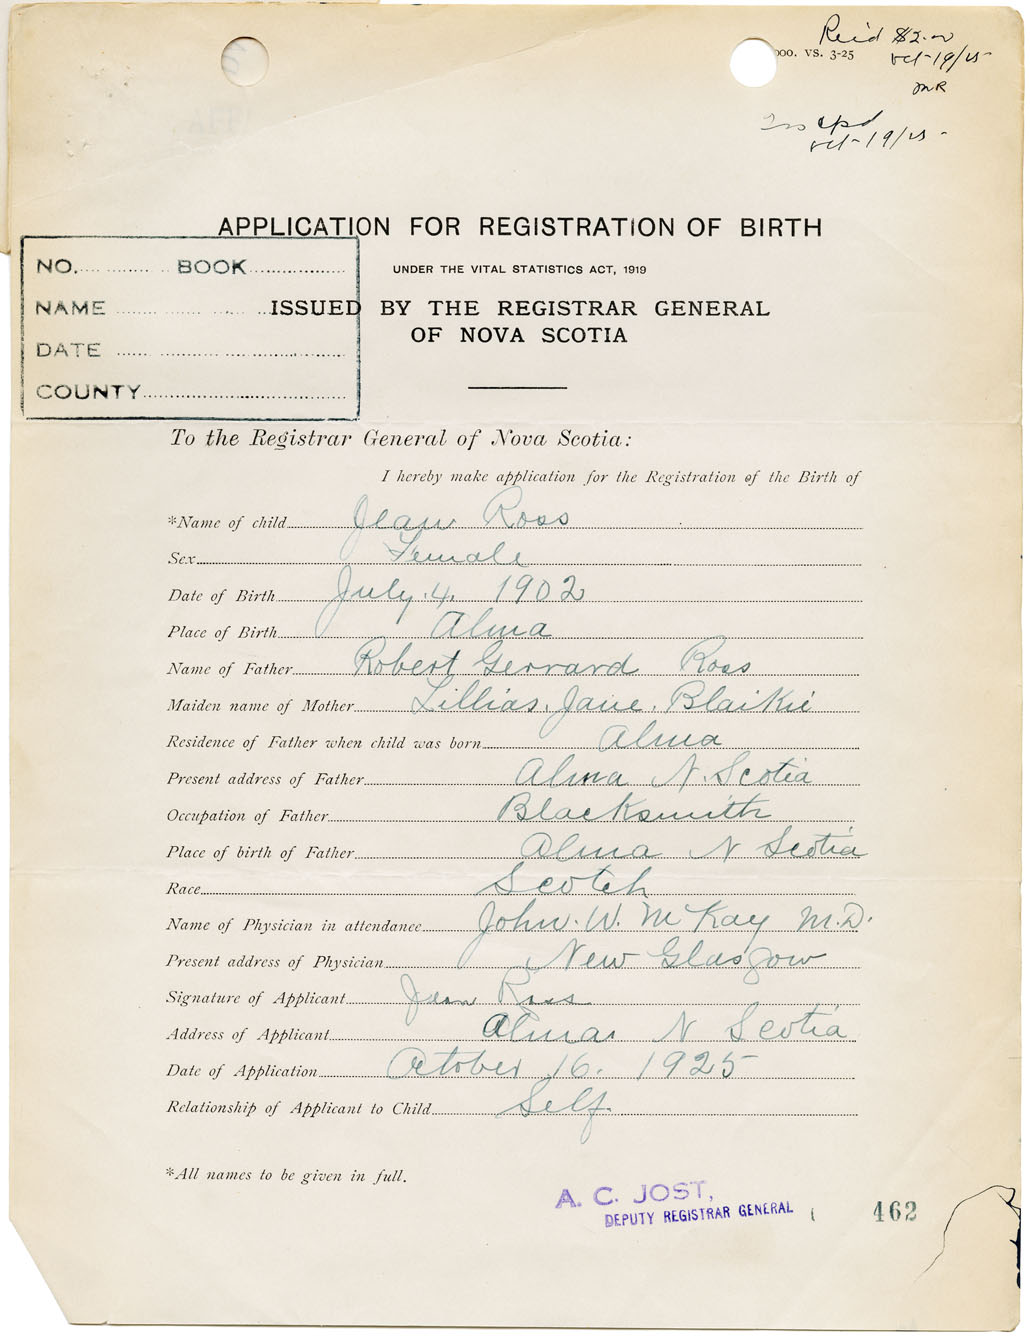 Rec'd $2.00
000. VS. 3-25
Oct-19/25
MR
Oct-19/25-
APPLICATION FOR REGISTRATION OF BIRTH
UNDER THE VITAL STATISTICS ACT, 1919
ISSUED BY THE REGISTRAR GENERAL
OF NOVA SCOTIA
NO. BOOK
NAME
DATE
COUNTY
To the Registrar General of Nova Scotia:
I hereby make application for the Registration of the Birth of
*Name of child Jean Ross
Sex Female
Date of Birth July. 4. 1902
Place of Birth Alma
Name of Father Robert Gerrard Ross
Maiden name of Mother Lillias. Jane. Blaikie
Residence of Father when child was born Alma
Present address of Father Alma N. Scotia
Occupation of Father Blacksmith
Place of birth of Father Alma N Scotia
Race Scotch
Name of Physician in attendance John. W. McKay M.D.
Present address of Physician New Glasgow
Signature of Applicant Jean Ross
Address of Applicant Alma N Scotia
Date of Application October 16. 1925
Relationship of Applicant to Child Self.
*All names to be given in full.
A. C. JOST,
DEPUTY REGISTRAR GENERAL
462